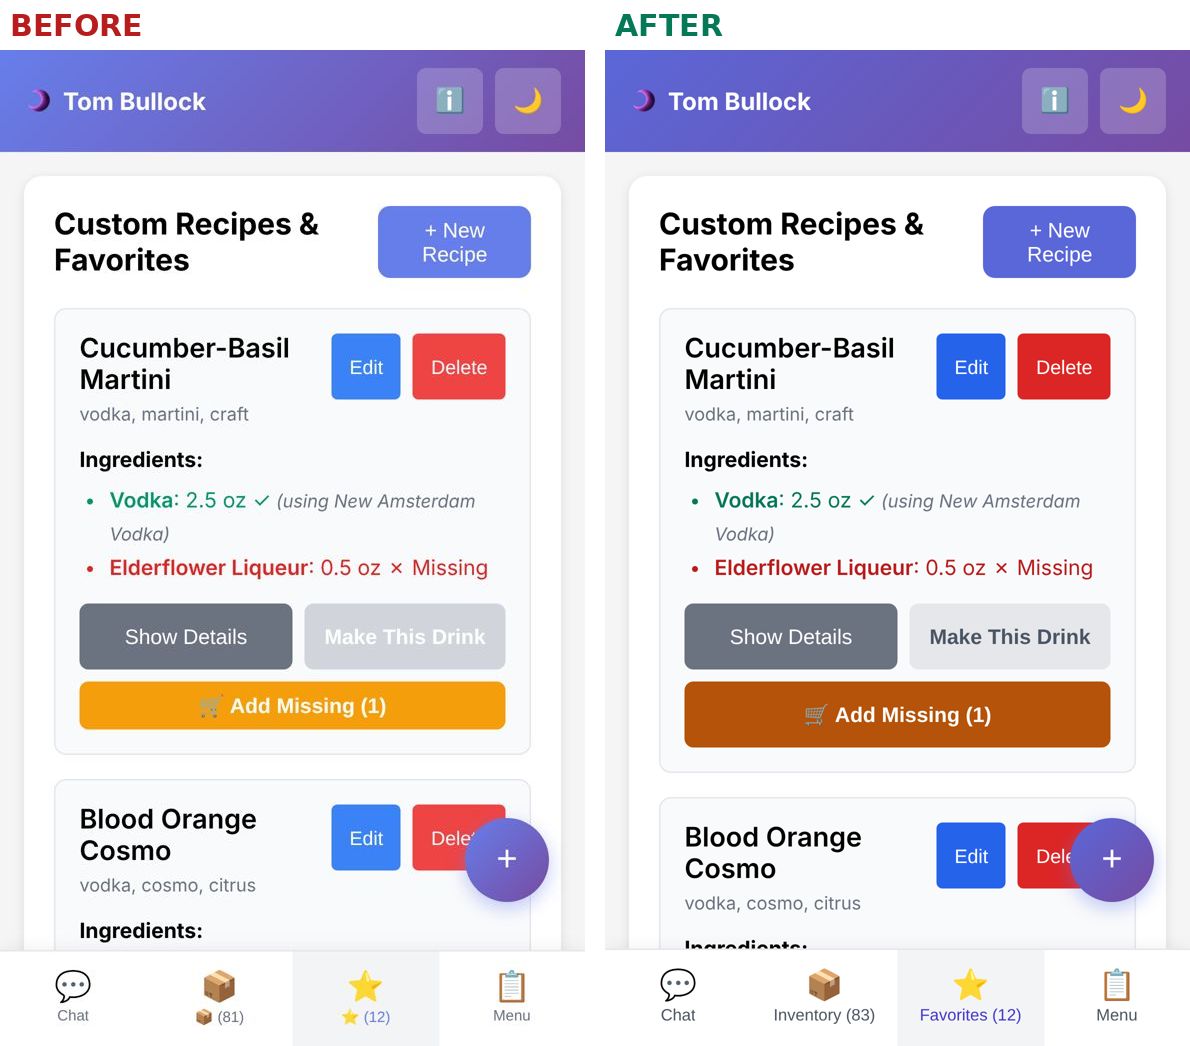 BEFORE
Tom Bullock
Custom Recipes &
Favorites
+ New
Recipe
Cucumber-Basil
Martini
Edit
Delete
vodka, martini, craft
Ingredients:
• Vodka: 2.5 oz ✓ (using New Amsterdam
Vodka)
• Elderflower Liqueur: 0.5 oz × Missing
Show Details
Make This Drink
🛒 Add Missing (1)
Blood Orange
Cosmo
Edit
Delet
+
vodka, cosmo, citrus
Ingredients:
Chat
📦 (81)
⭐ (12)
Menu
AFTER
Tom Bullock
Custom Recipes &
Favorites
+ New
Recipe
Cucumber-Basil
Martini
Edit
Delete
vodka, martini, craft
Ingredients:
• Vodka: 2.5 oz ✓ (using New Amsterdam
Vodka)
• Elderflower Liqueur: 0.5 oz × Missing
Show Details
Make This Drink
🛒 Add Missing (1)
Blood Orange
Cosmo
Edit
Dele
+
vodka, cosmo, citrus
Ingredients:
Chat
Inventory (83)
Favorites (12)
Menu